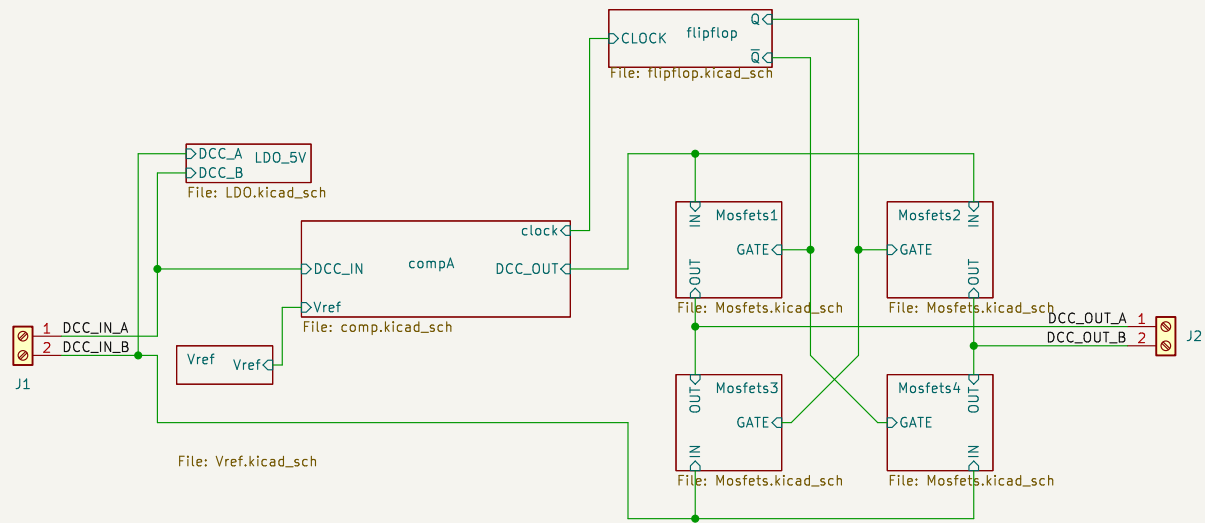 Q
CLOCK
flipflop
Q
File: flipflop.kicad_sch
DCC_A
LDO_5V
DCC_B
File: LDO.kicad_sch
clock
DCC_IN
compA
DCC_OUT
Vref
File: comp.kicad_sch
IN
Mosfets1
GATE
OUT
File: Mosfets.kicad_sch
Mosfets2
IN
GATE
OUT
File: Mosfets.kicad_sch
1
DCC_IN_A
2
DCC_IN_B
J1
Vref
Vref
File: Vref.kicad_sch
DCC_OUT_A
1
DCC_OUT_B
2
J2
OUT
Mosfets3
GATE
IN
File: Mosfets.kicad_sch
Mosfets4
OUT
GATE
IN
File: Mosfets.kicad_sch